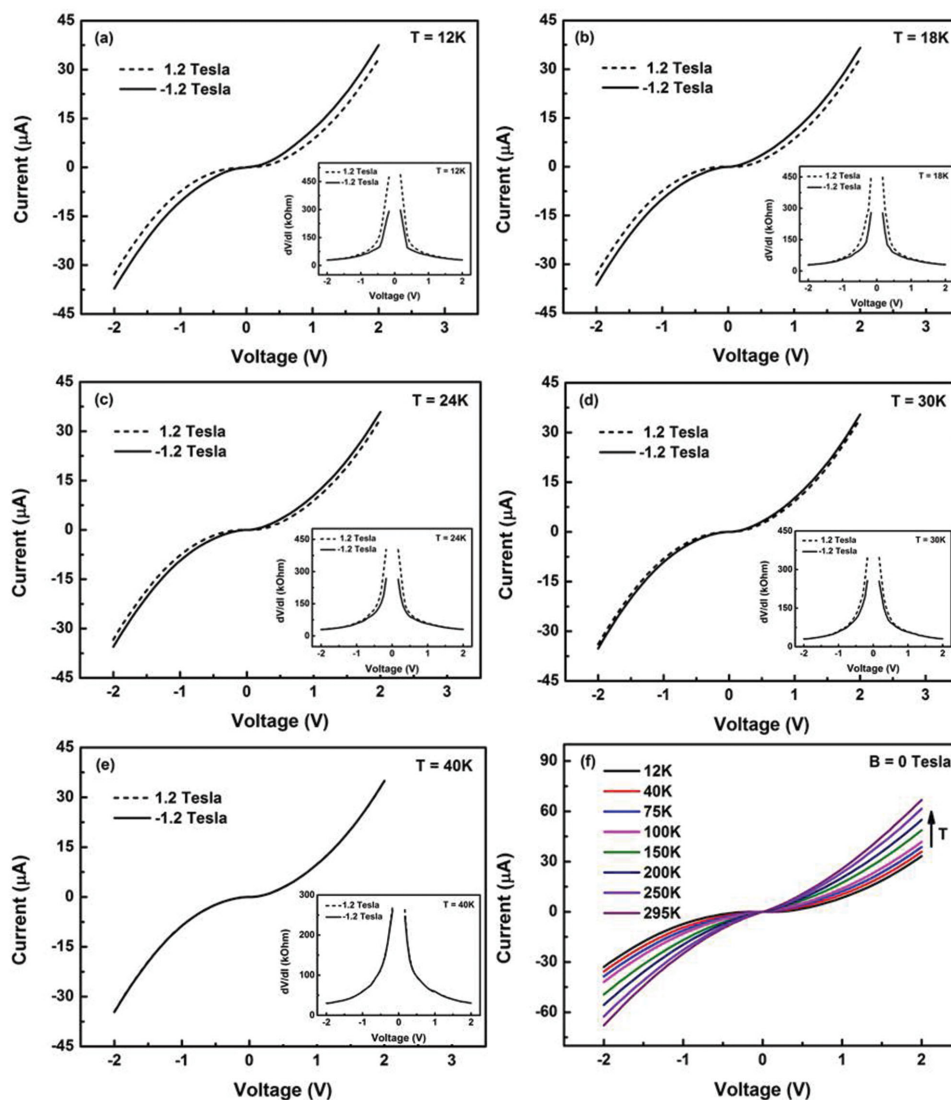 (a)
T = 12K
1.2 Tesla
-1.2 Tesla
Current (µA)
45
30
15
0
-15
-30
-45
-2 -1 0 1 2 3
Voltage (V)
1.2 Tesla
-1.2 Tesla
T = 12K
dV/dI (kOhm)
450
300
150
0
-2 -1 0 1 2
Voltage (V)
(b)
T = 18K
1.2 Tesla
-1.2 Tesla
Current (µA)
45
30
15
0
-15
-30
-45
-2 -1 0 1 2 3
Voltage (V)
1.2 Tesla
-1.2 Tesla
T = 18K
dV/dI (kOhm)
450
300
150
0
-2 -1 0 1 2
Voltage (V)
(c)
T = 24K
1.2 Tesla
-1.2 Tesla
Current (µA)
45
30
15
0
-15
-30
-45
-2 -1 0 1 2 3
Voltage (V)
1.2 Tesla
-1.2 Tesla
T = 24K
dV/dI (kOhm)
450
300
150
0
-2 -1 0 1 2
Voltage (V)
(d)
T = 30K
1.2 Tesla
-1.2 Tesla
Current (µA)
45
30
15
0
-15
-30
-45
-2 -1 0 1 2 3
Voltage (V)
1.2 Tesla
-1.2 Tesla
T = 30K
dV/dI (kOhm)
450
300
150
0
-2 -1 0 1 2
Voltage (V)
(e)
T = 40K
1.2 Tesla
-1.2 Tesla
Current (µA)
45
30
15
0
-15
-30
-45
-2 -1 0 1 2 3
Voltage (V)
1.2 Tesla
-1.2 Tesla
T = 40K
dV/dI (kOhm)
300
200
100
0
-2 -1 0 1 2
Voltage (V)
(f)
B = 0 Tesla
12K
40K
75K
100K
150K
200K
250K
295K
T
Current (µA)
90
60
30
0
-30
-60
-2 -1 0 1 2
Voltage (V)